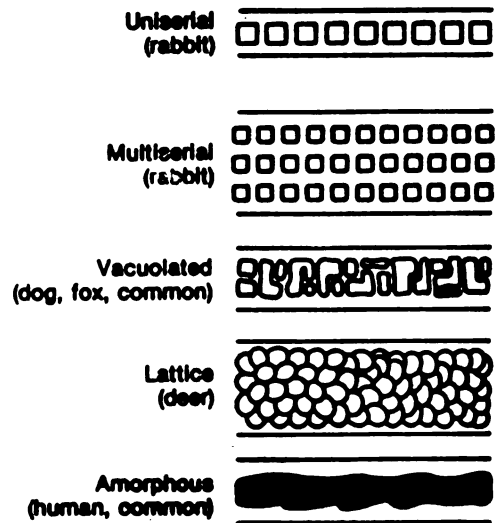 Uniserial
(rabbit)
Multiserial
(rabbit)
Vacuolated
(dog, fox, common)
Lattice
(deer)
Amorphous
(human, common)